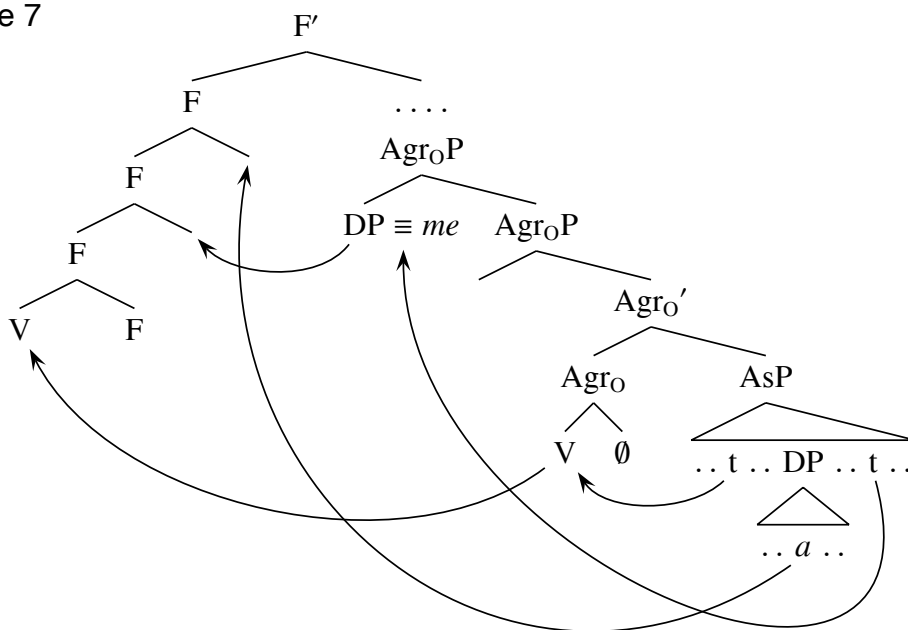 e 7
F′
F . . . .
AgrOP
F
DP ≡ me AgrOP
F
AgrO′
V F
AgrO AsP
V ∅ . . t . . DP . . t . .
. . a . .